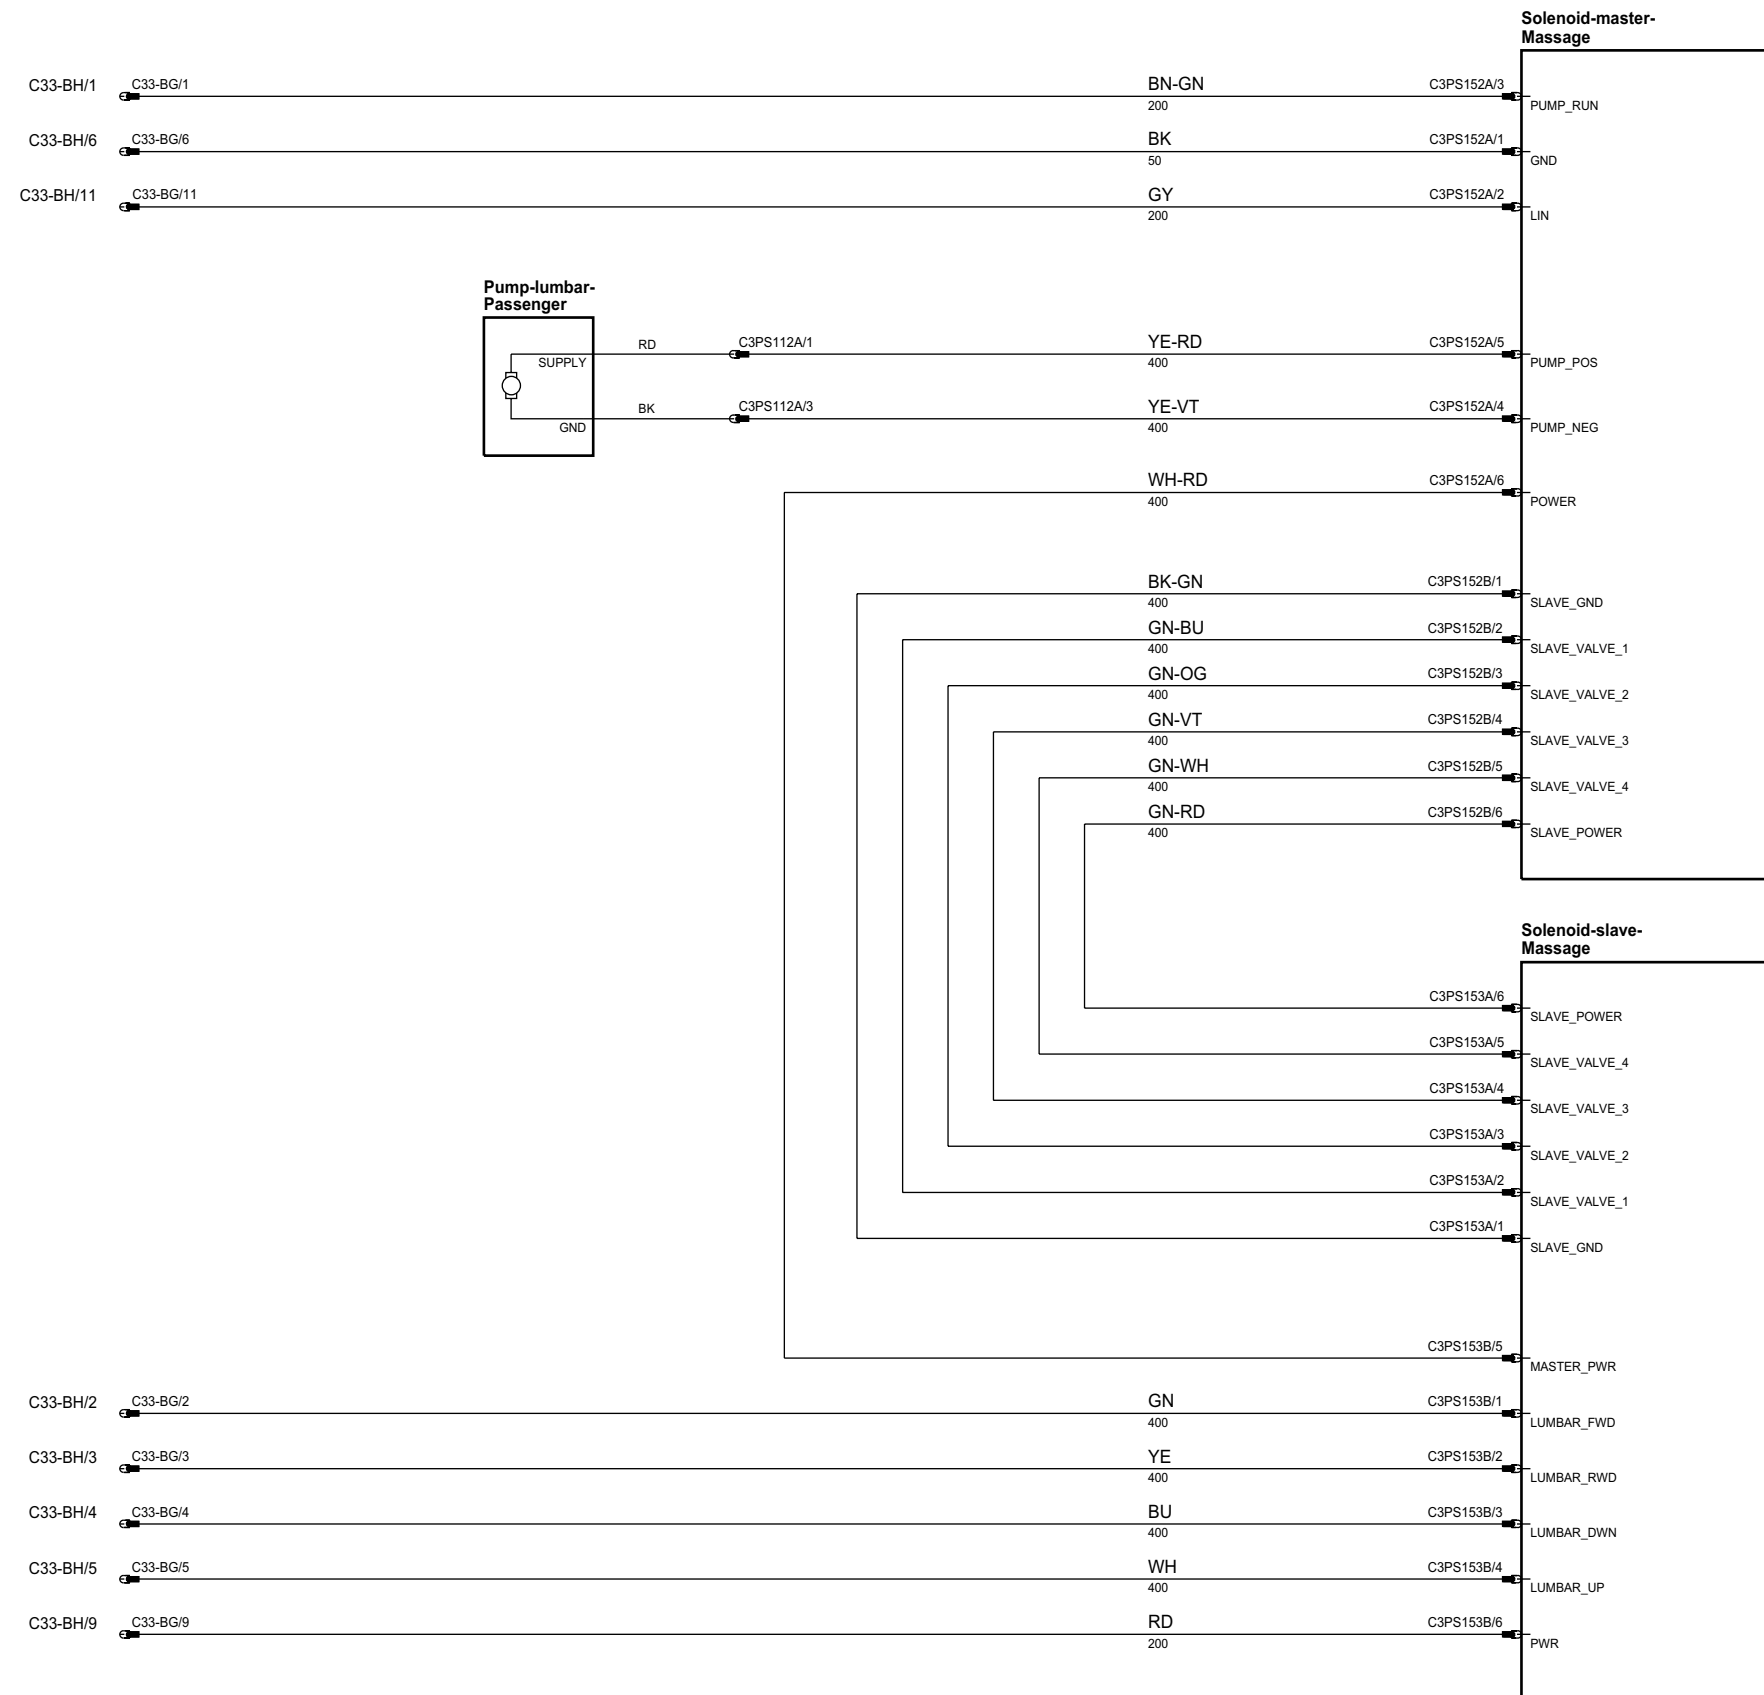 Solenoid-master-
Massage
C33-BH/1 C33-BG/1 BN-GN C3PS152A/3
200 PUMP_RUN
C33-BH/6 C33-BG/6 BK C3PS152A/1
50 GND
C33-BH/11 C33-BG/11 GY C3PS152A/2
200 LIN
Pump-lumbar-
Passenger
RD C3PS112A/1 YE-RD C3PS152A/5
SUPPLY 400 PUMP_POS
BK C3PS112A/3 YE-VT C3PS152A/4
GND 400 PUMP_NEG
WH-RD C3PS152A/6
400 POWER
BK-GN C3PS152B/1
400 SLAVE_GND
GN-BU C3PS152B/2
400 SLAVE_VALVE_1
GN-OG C3PS152B/3
400 SLAVE_VALVE_2
GN-VT C3PS152B/4
400 SLAVE_VALVE_3
GN-WH C3PS152B/5
400 SLAVE_VALVE_4
GN-RD C3PS152B/6
400 SLAVE_POWER
Solenoid-slave-
Massage
C3PS153A/6
SLAVE_POWER
C3PS153A/5
SLAVE_VALVE_4
C3PS153A/4
SLAVE_VALVE_3
C3PS153A/3
SLAVE_VALVE_2
C3PS153A/2
SLAVE_VALVE_1
C3PS153A/1
SLAVE_GND
C3PS153B/5
MASTER_PWR
C33-BH/2 C33-BG/2 GN C3PS153B/1
400 LUMBAR_FWD
C33-BH/3 C33-BG/3 YE C3PS153B/2
400 LUMBAR_RWD
C33-BH/4 C33-BG/4 BU C3PS153B/3
400 LUMBAR_DWN
C33-BH/5 C33-BG/5 WH C3PS153B/4
400 LUMBAR_UP
C33-BH/9 C33-BG/9 RD C3PS153B/6
200 PWR